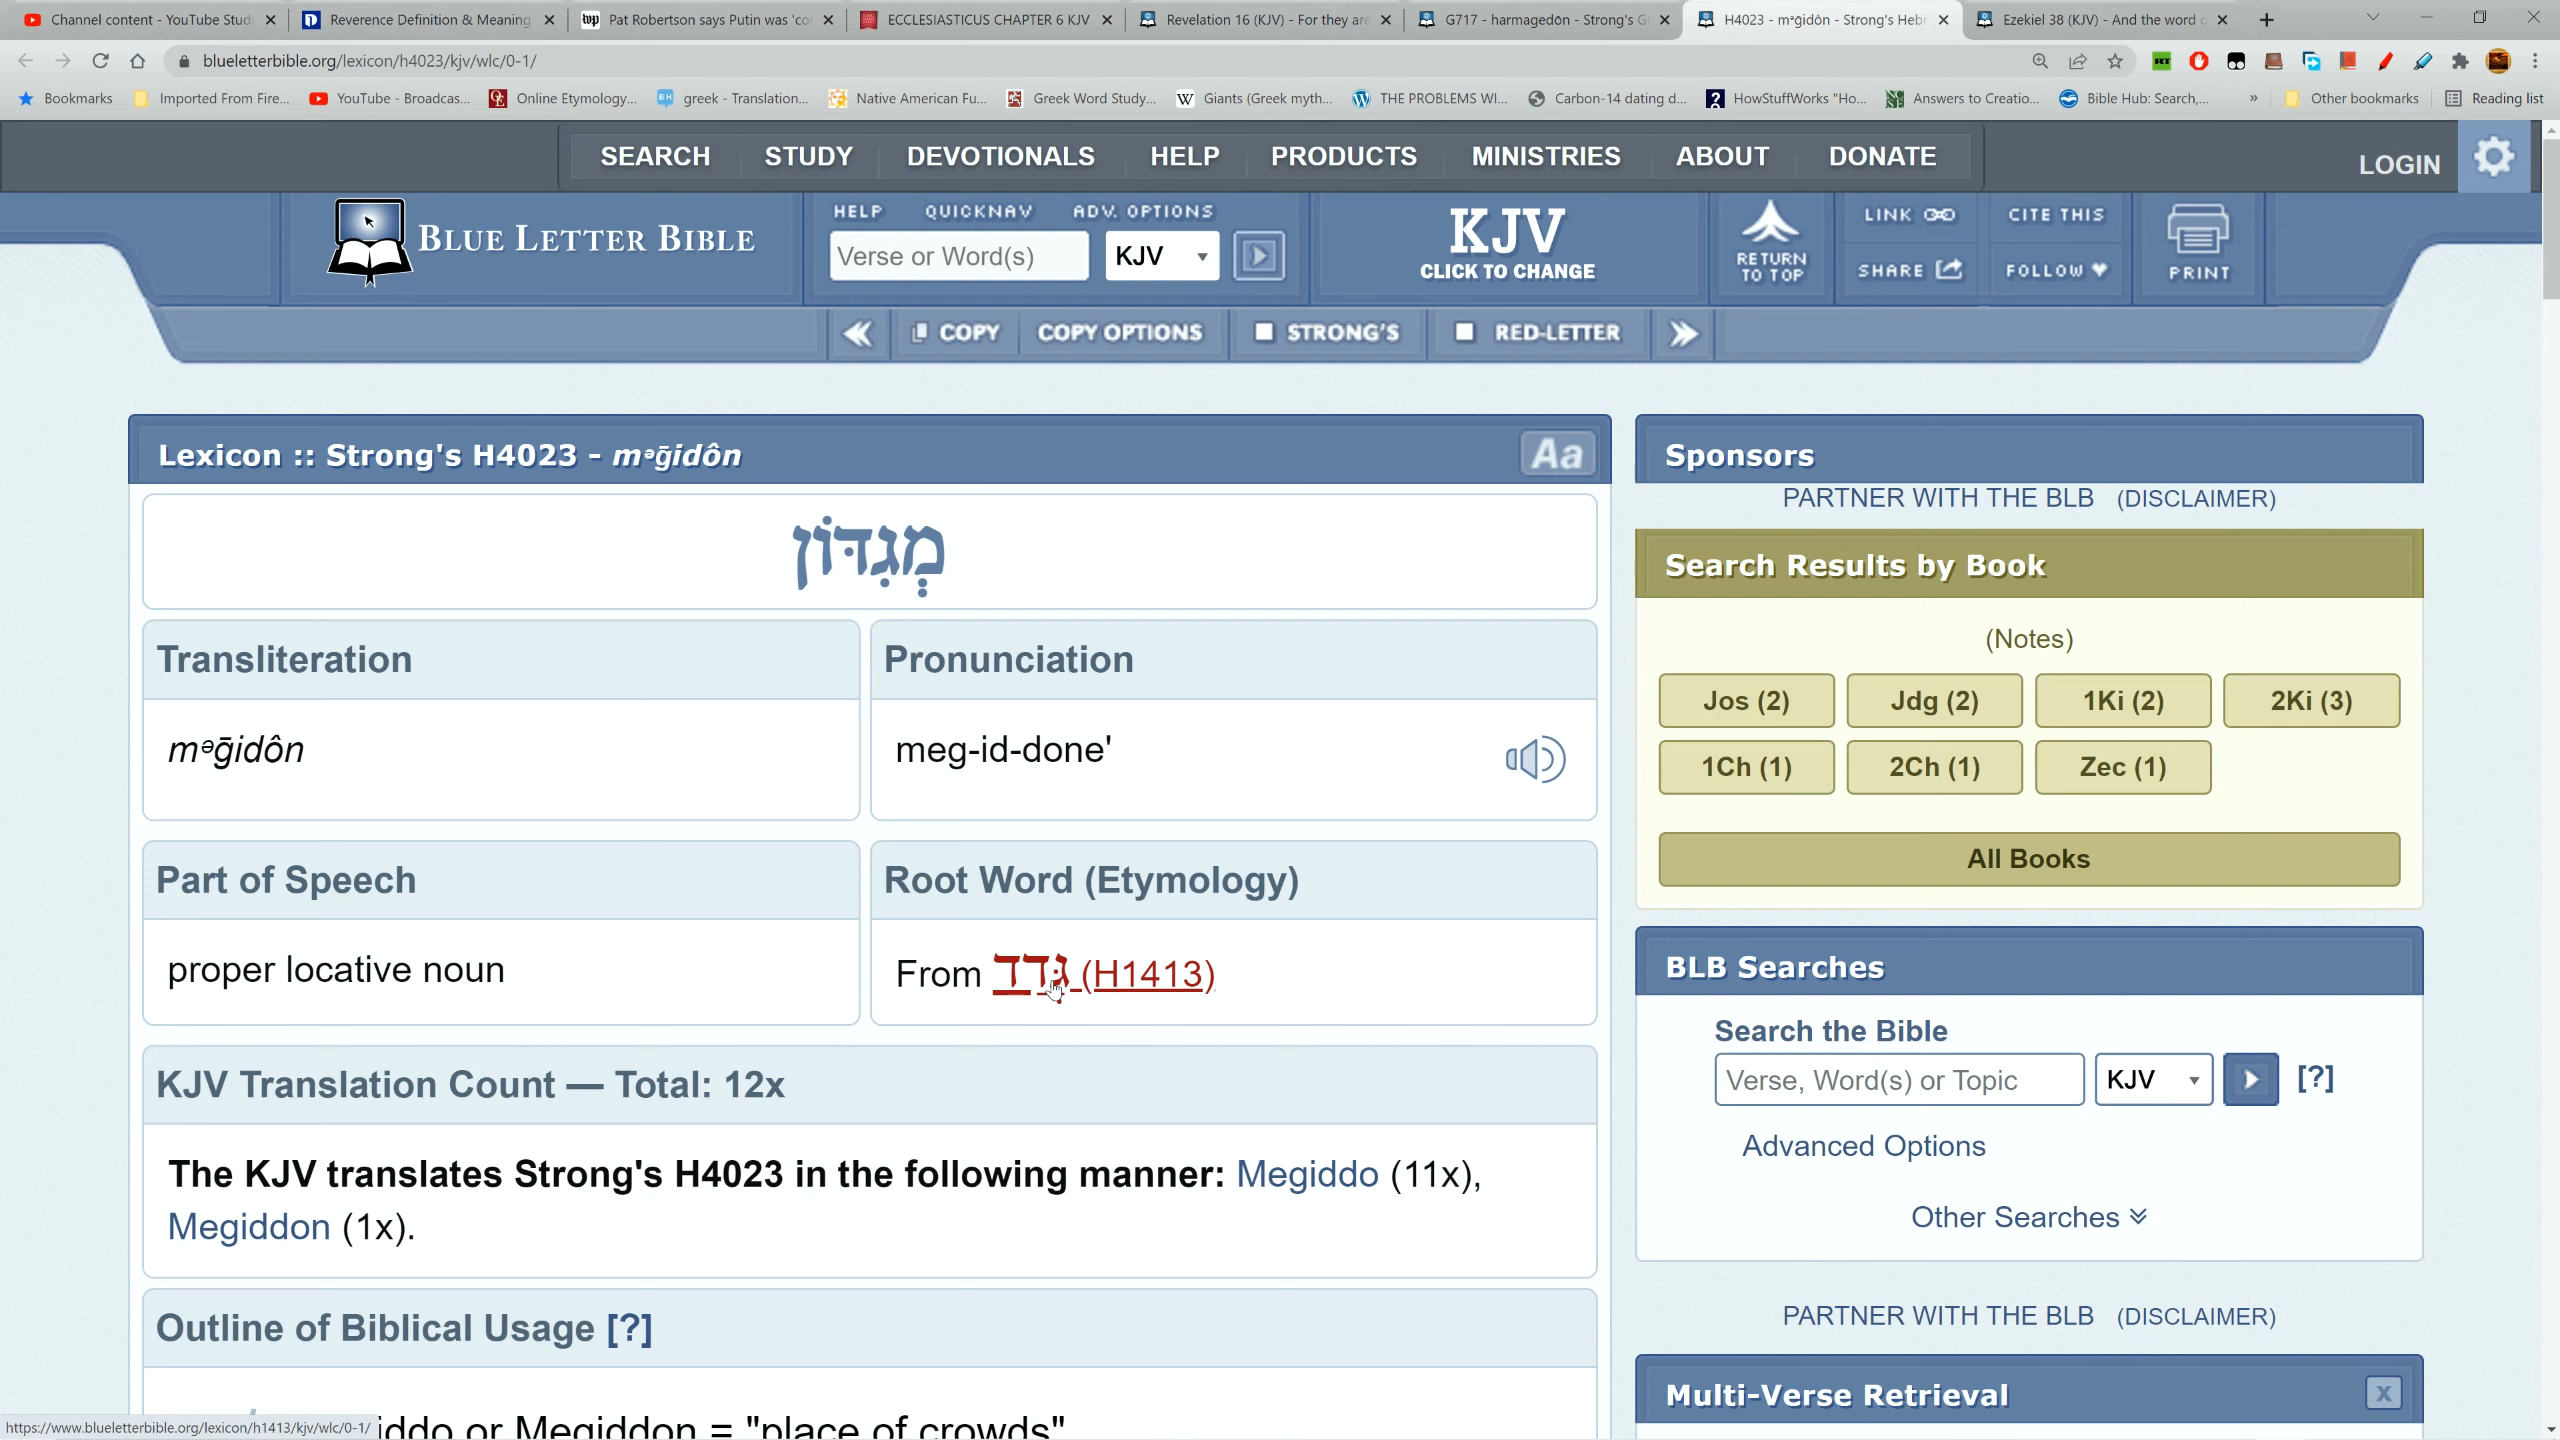 Channel content - YouTube Studi
Reverence Definition & Meaning
Pat Robertson says Putin was 'co
ECCLESIASTICUS CHAPTER 6 KJV
Revelation 16 (KJV) - For they are
G717 - harmagedōn - Strong's G
H4023 - mᵊḡidôn - Strong's Hebr
Ezekiel 38 (KJV) - And the word o
blueletterbible.org/lexicon/h4023/kjv/wlc/0-1/
Bookmarks
Imported From Fire...
YouTube - Broadcas...
Online Etymology...
greek - Translation...
Native American Fu...
Greek Word Study...
Giants (Greek myth...
THE PROBLEMS WI...
Carbon-14 dating d...
HowStuffWorks "Ho...
Answers to Creatio...
Bible Hub: Search,...
Other bookmarks
Reading list
SEARCH STUDY DEVOTIONALS HELP PRODUCTS MINISTRIES ABOUT DONATE
LOGIN
BLUE LETTER BIBLE
HELP QUICKNAV ADV. OPTIONS
Verse or Word(s) KJV
KJV
CLICK TO CHANGE
RETURN
TO TOP
LINK
CITE THIS
SHARE
FOLLOW
PRINT
COPY COPY OPTIONS STRONG'S RED-LETTER
Lexicon :: Strong's H4023 - mᵊḡidôn
Aa
מְגִדּוֹן
Transliteration
mᵊḡidôn
Pronunciation
meg-id-done'
Part of Speech
proper locative noun
Root Word (Etymology)
From גָּדַד (H1413)
KJV Translation Count — Total: 12x
The KJV translates Strong's H4023 in the following manner: Megiddo (11x),
Megiddon (1x).
Outline of Biblical Usage [?]
iddo or Megiddon = "place of crowds"
https://www.blueletterbible.org/lexicon/h1413/kjv/wlc/0-1/
Sponsors
PARTNER WITH THE BLB (DISCLAIMER)
Search Results by Book
(Notes)
Jos (2) Jdg (2) 1Ki (2) 2Ki (3)
1Ch (1) 2Ch (1) Zec (1)
All Books
BLB Searches
Search the Bible
Verse, Word(s) or Topic KJV [?]
Advanced Options
Other Searches
PARTNER WITH THE BLB (DISCLAIMER)
Multi-Verse Retrieval
x